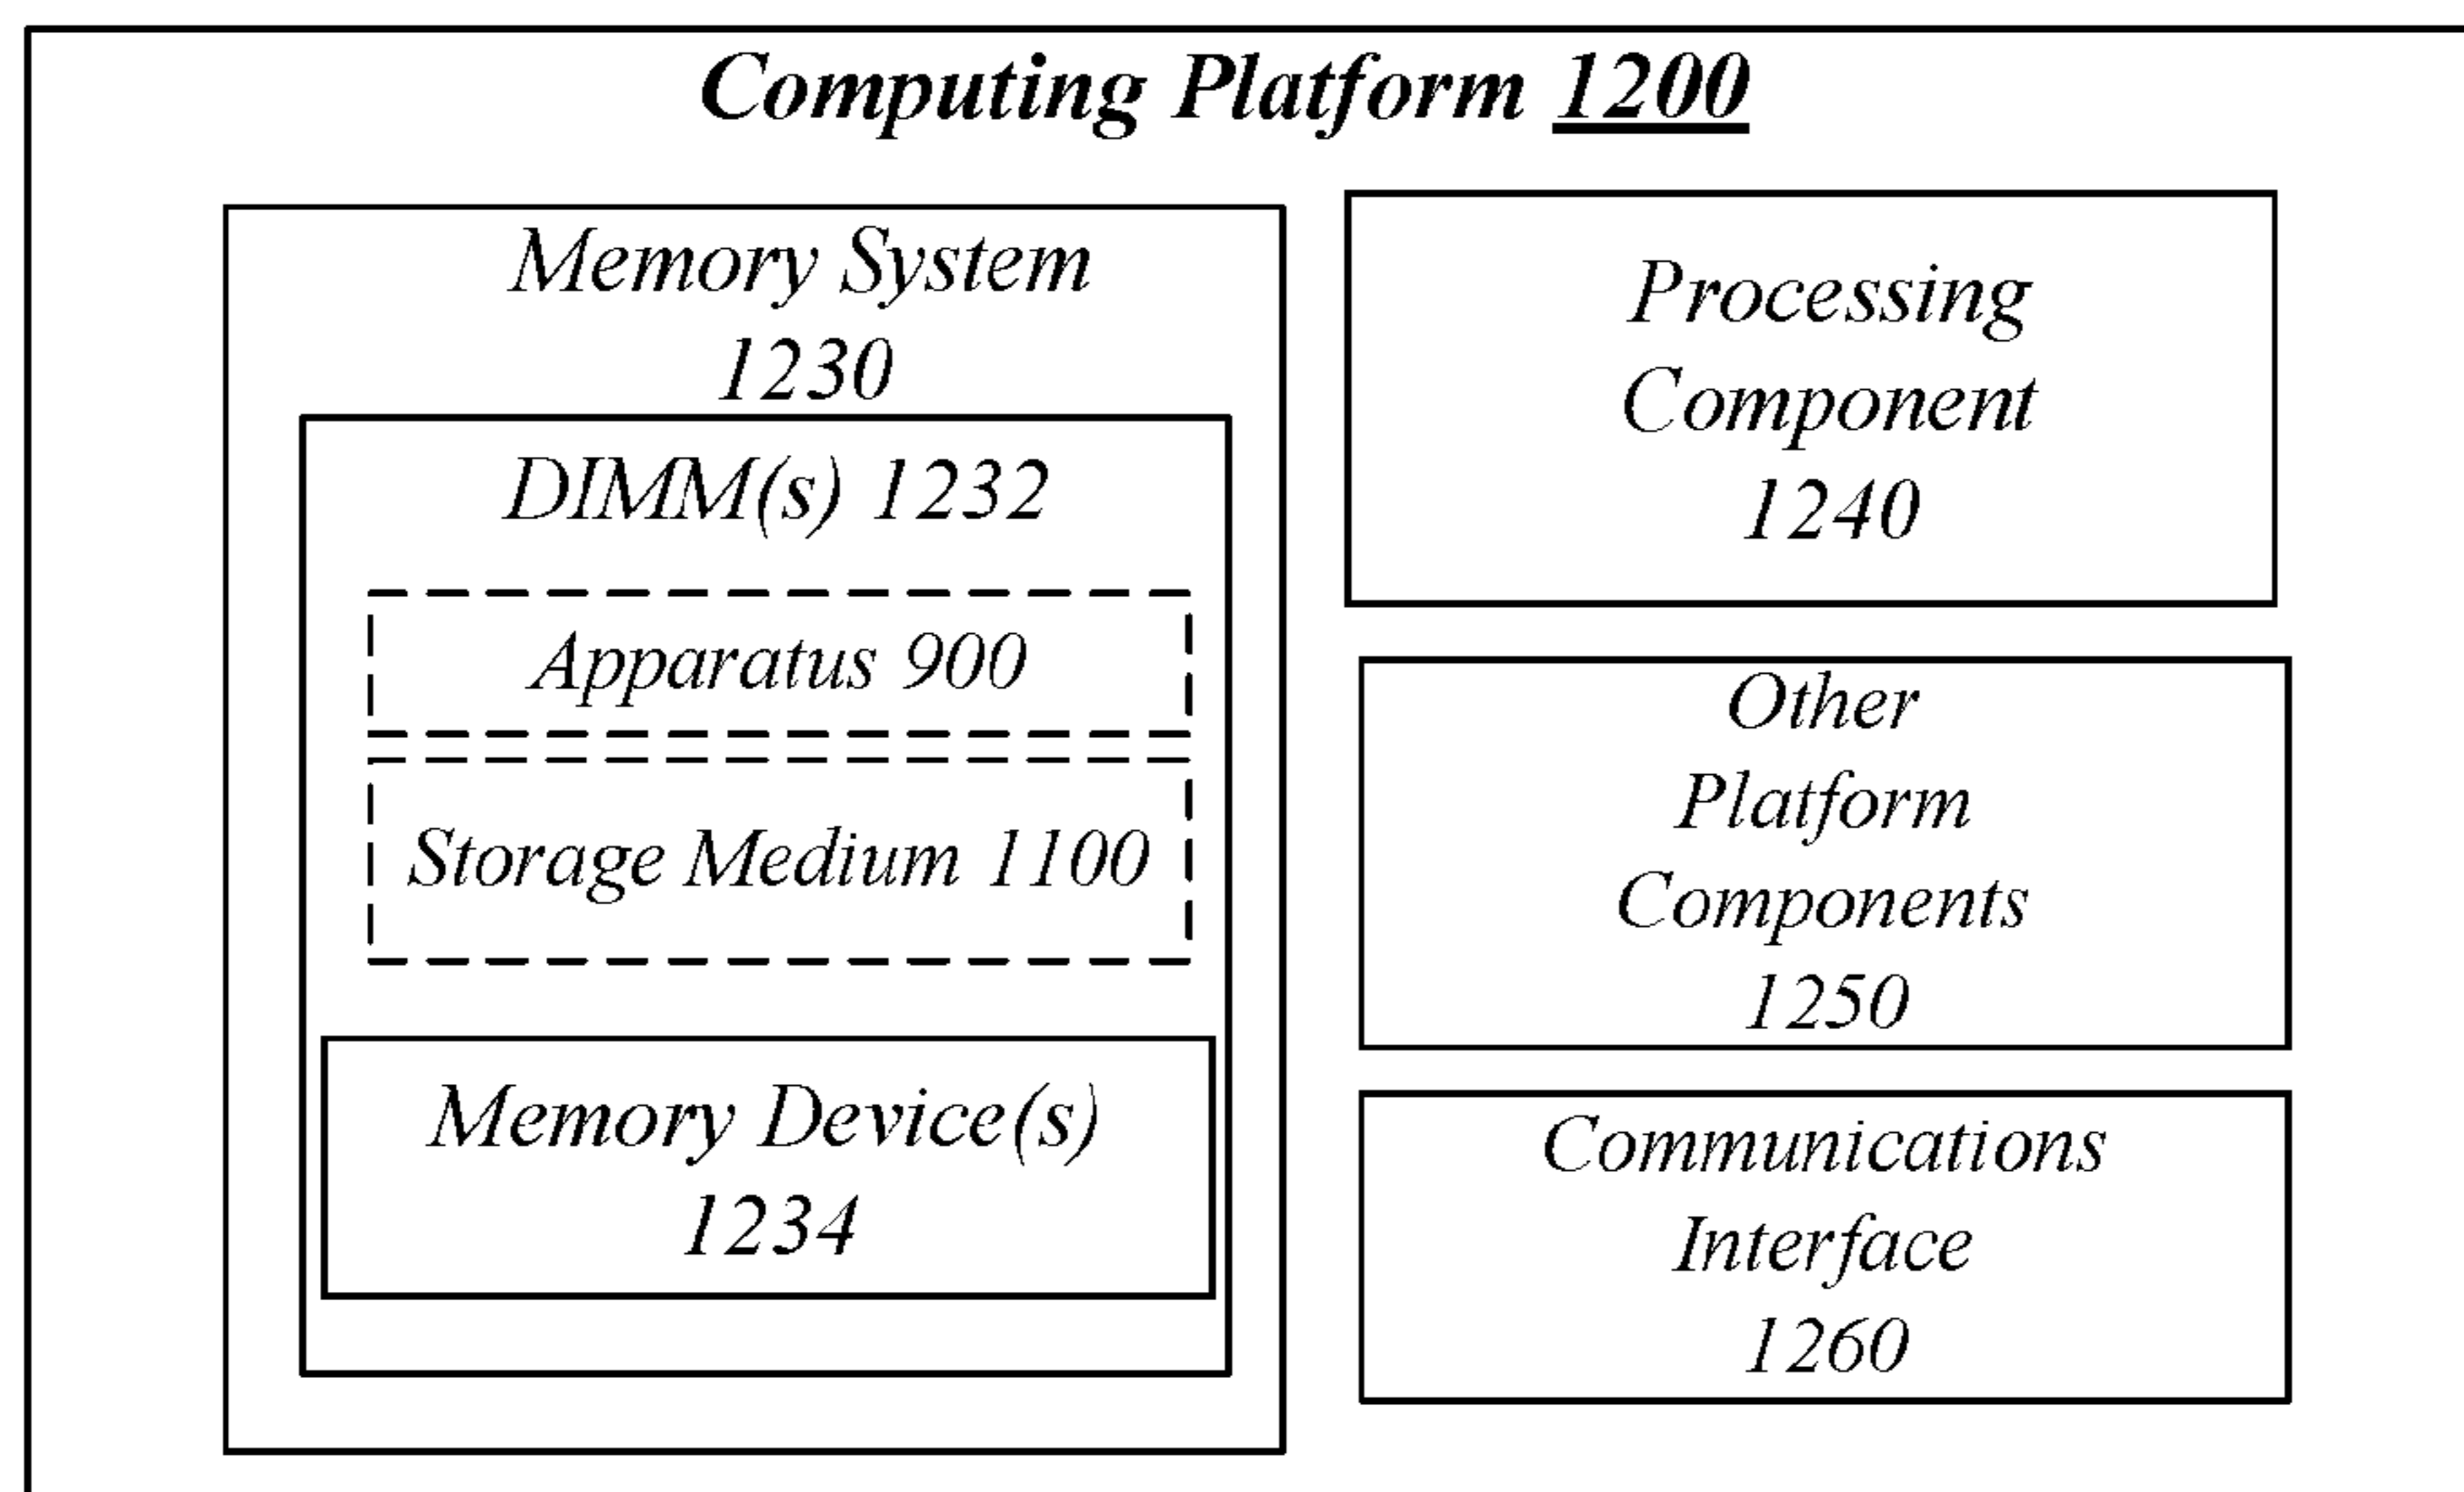 Computing Platform 1200
Memory System
1230
DIMM(s) 1232
Apparatus 900
Storage Medium 1100
Memory Device(s)
1234
Processing
Component
1240
Other
Platform
Components
1250
Communications
Interface
1260